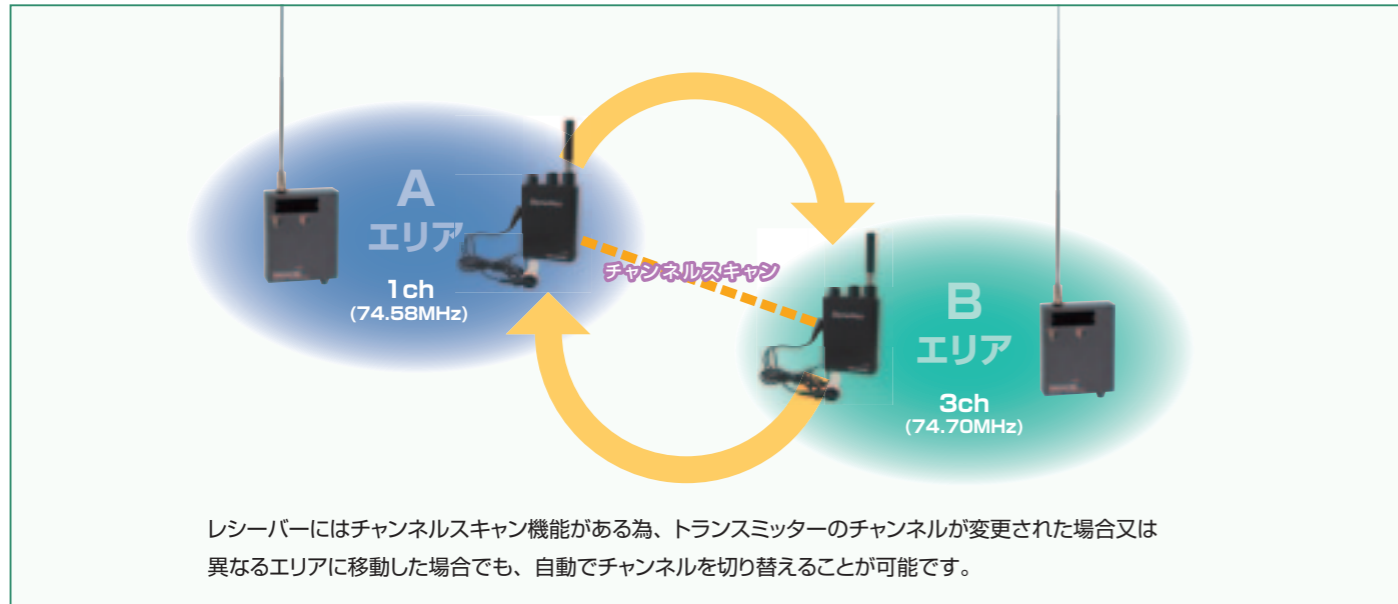 A
エリア
1ch
(74.58MHz)
チャンネルスキャン
B
エリア
3ch
(74.70MHz)
レシーバーにはチャンネルスキャン機能がある為、トランスミッターのチャンネルが変更された場合又は
異なるエリアに移動した場合でも、自動でチャンネルを切り替えることが可能です。